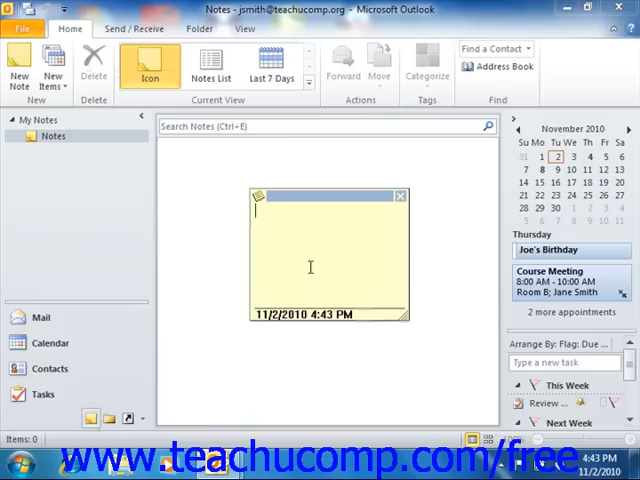 Notes - jsmith@teachucomp.org - Microsoft Outlook
File Home Send / Receive Folder View
New Note
New Items
Delete
Icon
Notes List
Last 7 Days
Forward
Move
Categorize
Find a Contact
Address Book
New Delete Current View Actions Tags Find
My Notes
Notes
Search Notes (Ctrl+E)
11/2/2010 4:43 PM
Mail
Calendar
Contacts
Tasks
November 2010
Su Mo Tu We Th Fr Sa
31 1 2 3 4 5 6
7 8 9 10 11 12 13
14 15 16 17 18 19 20
21 22 23 24 25 26 27
28 29 30 1 2 3 4
Thursday
Joe's Birthday
Course Meeting
8:00 AM - 10:00 AM
Room B; Jane Smith
2 more appointments
Arrange By: Flag: Due ...
Type a new task
This Week
Review ...
Next Week
Items: 0
www.teachucomp.com/free
4:43 PM
11/2/2010